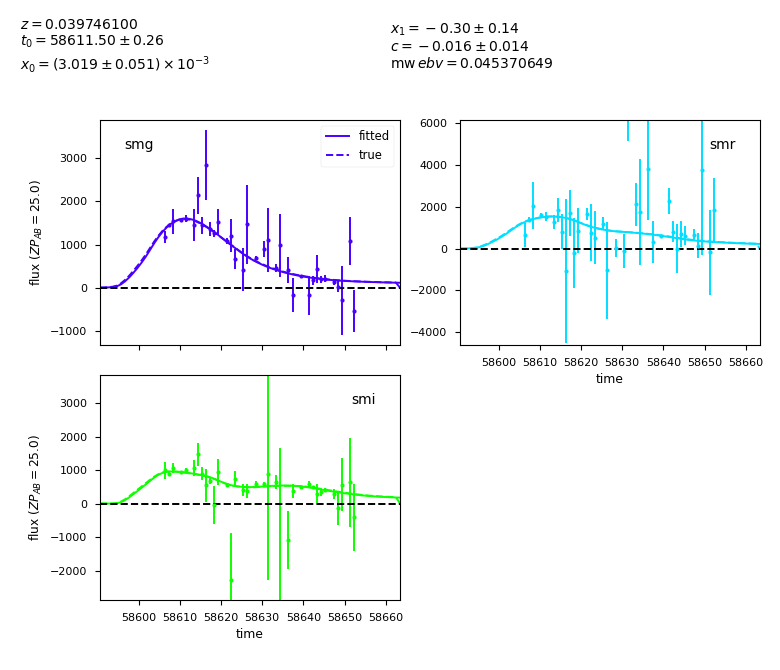 z = 0.039746100
t₀ = 58611.50 ± 0.26
x₀ = (3.019 ± 0.051) × 10⁻³
x₁ = −0.30 ± 0.14
c = −0.016 ± 0.014
mw ebv = 0.045370649
smg
fitted
true
3000
2000
1000
0
−1000
flux (ZP_AB = 25.0)
smr
6000
4000
2000
0
−2000
−4000
58600 58610 58620 58630 58640 58650 58660
time
smi
3000
2000
1000
0
−1000
−2000
flux (ZP_AB = 25.0)
58600 58610 58620 58630 58640 58650 58660
time